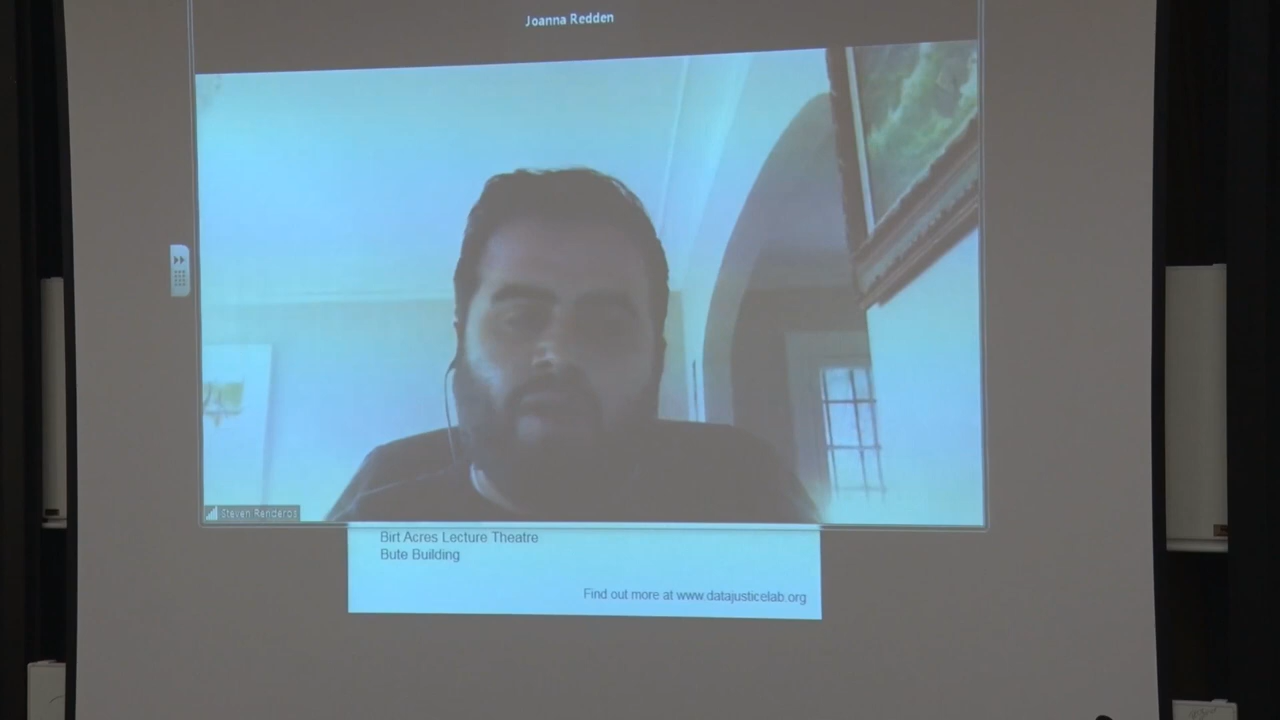 Joanna Redden
Steven Renderos
Birt Acres Lecture Theatre
Bute Building
Find out more at www.datajusticelab.org